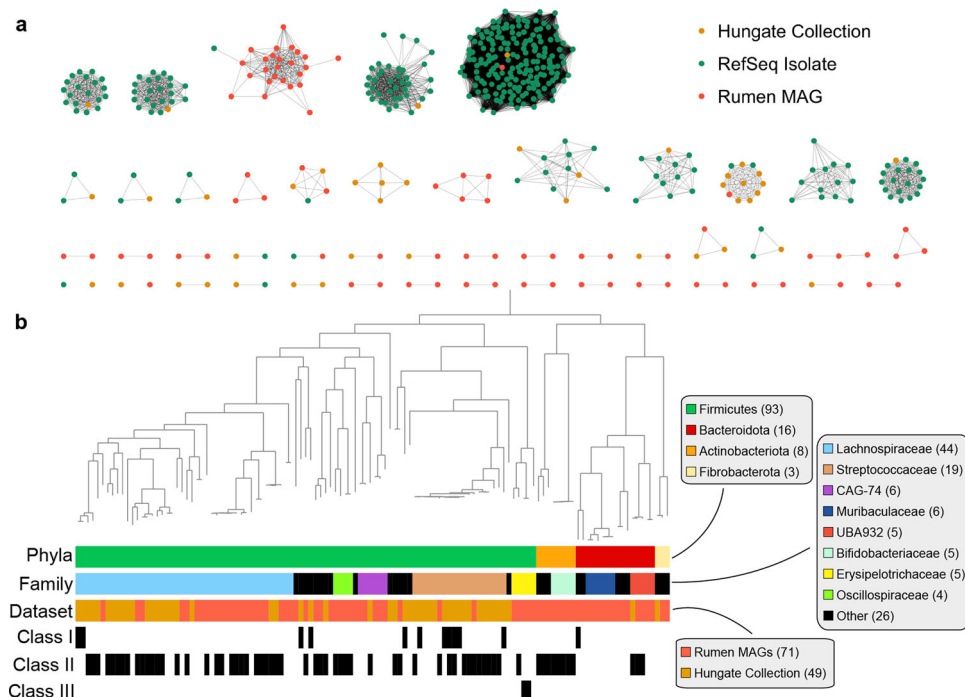 a
Hungate Collection
RefSeq Isolate
Rumen MAG
b
Firmicutes (93)
Bacteroidota (16)
Actinobacteriota (8)
Fibrobacterota (3)
Lachnospiraceae (44)
Streptococcaceae (19)
CAG-74 (6)
Muribaculaceae (6)
UBA932 (5)
Bifidobacteriaceae (5)
Erysipelotrichaceae (5)
Oscillospiraceae (4)
Other (26)
Phyla
Family
Dataset
Class I
Class II
Class III
Rumen MAGs (71)
Hungate Collection (49)